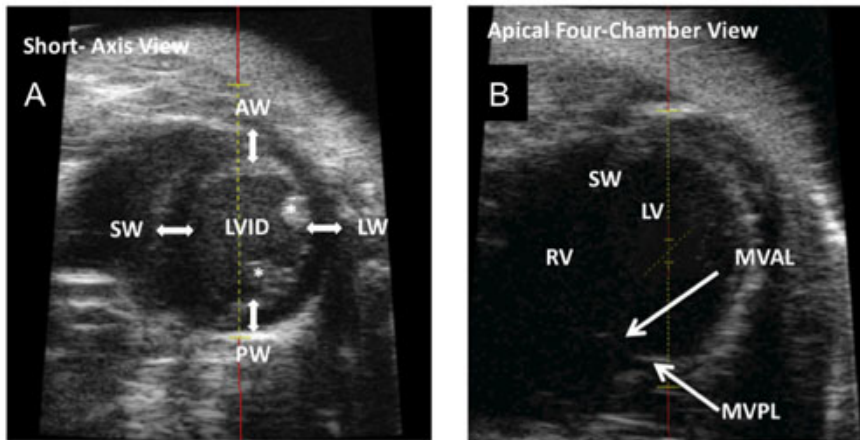 Short- Axis View
A
AW
SW
LVID
LW
*
*
PW
Apical Four-Chamber View
B
SW
LV
RV
MVAL
MVPL